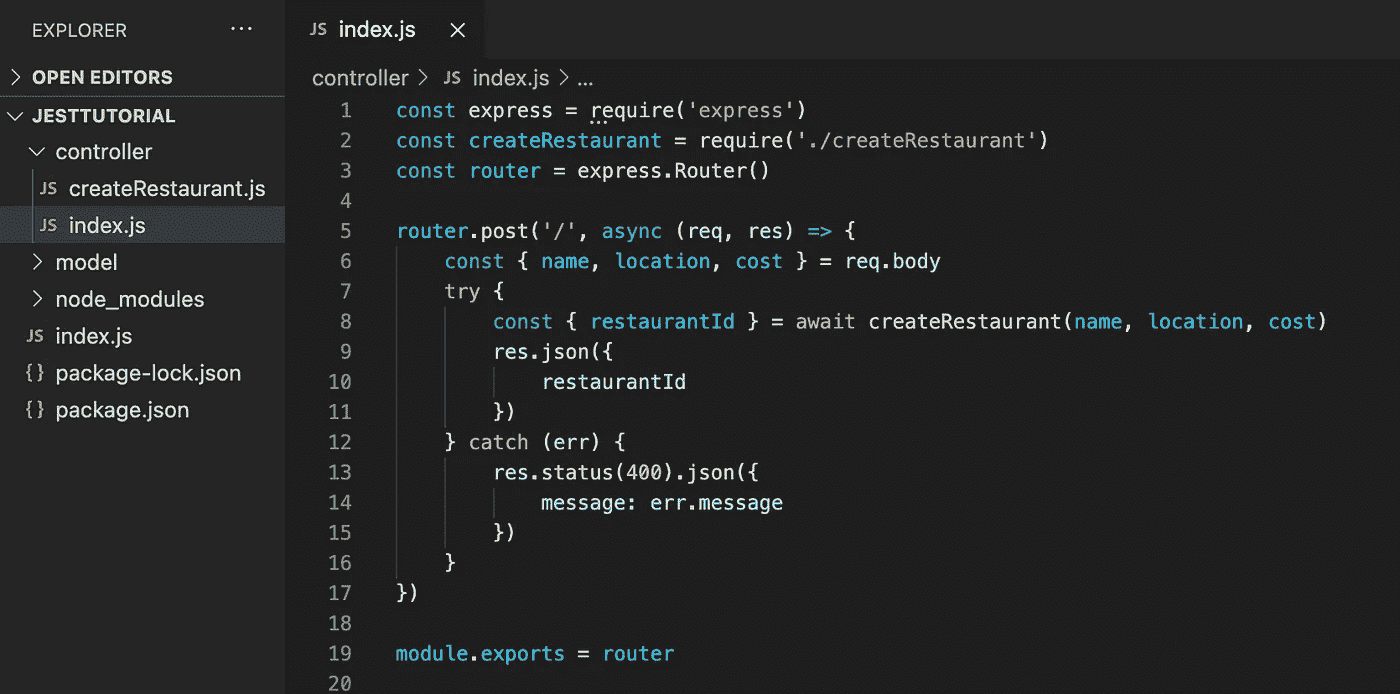 EXPLORER ...
OPEN EDITORS
JESTTUTORIAL
controller
JS createRestaurant.js
JS index.js
model
node_modules
JS index.js
{} package-lock.json
{} package.json
JS index.js
controller > JS index.js > ...
1 const express = require('express')
2 const createRestaurant = require('./createRestaurant')
3 const router = express.Router()
4
5 router.post('/', async (req, res) => {
6     const { name, location, cost } = req.body
7     try {
8         const { restaurantId } = await createRestaurant(name, location, cost)
9         res.json({
10             restaurantId
11         })
12     } catch (err) {
13         res.status(400).json({
14             message: err.message
15         })
16     }
17 })
18
19 module.exports = router
20